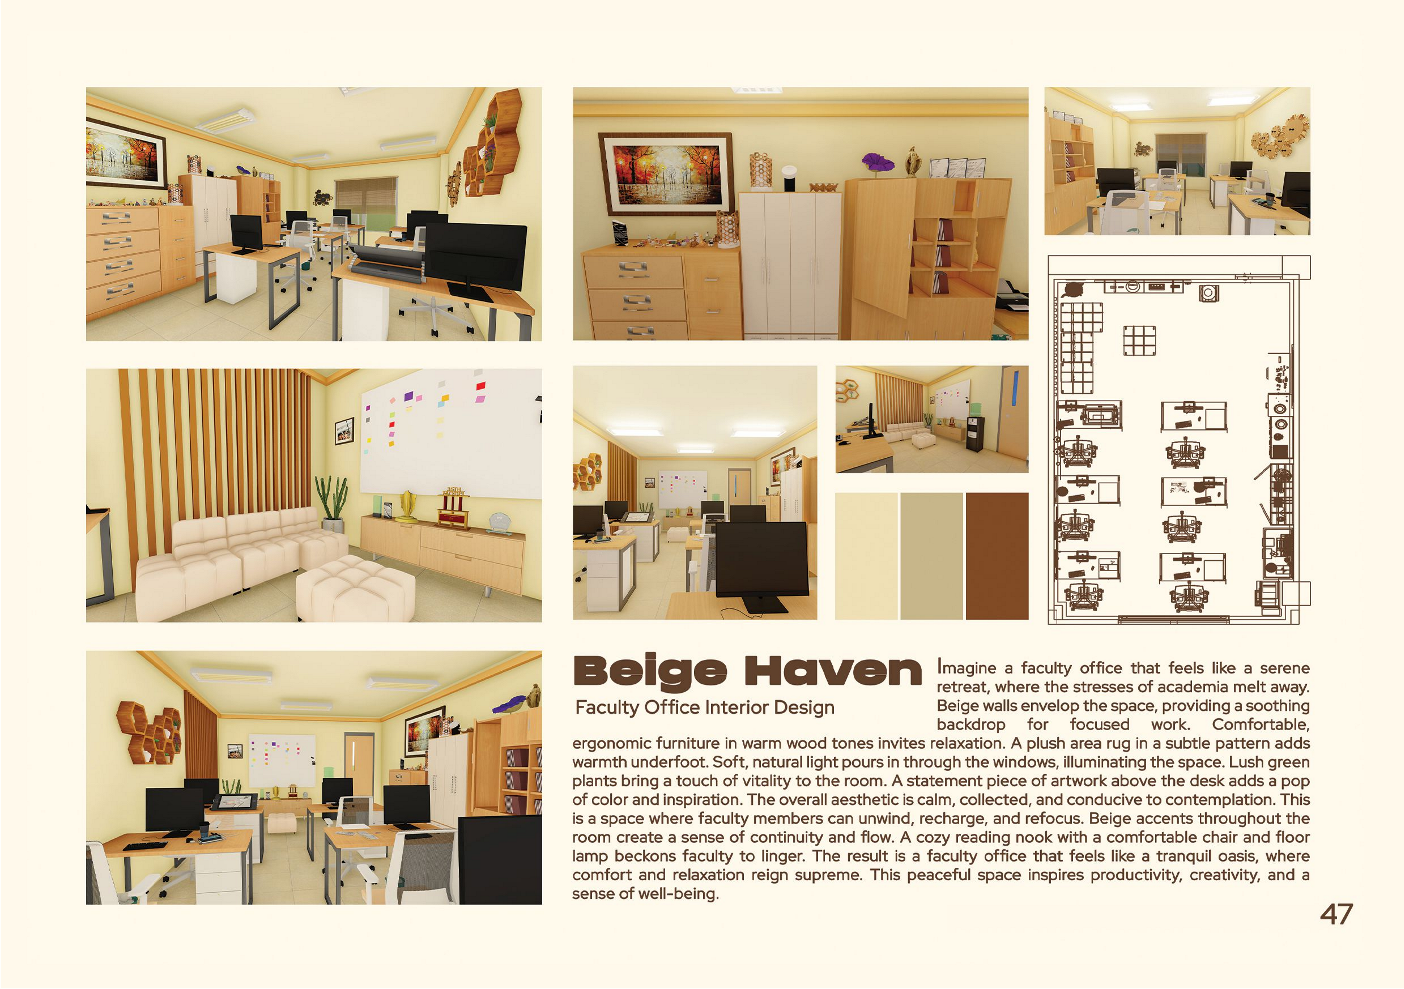 Beige Haven
Faculty Office Interior Design
Imagine a faculty office that feels like a serene
retreat, where the stresses of academia melt away.
Beige walls envelop the space, providing a soothing
backdrop for focused work. Comfortable,
ergonomic furniture in warm wood tones invites relaxation. A plush area rug in a subtle pattern adds
warmth underfoot. Soft, natural light pours in through the windows, illuminating the space. Lush green
plants bring a touch of vitality to the room. A statement piece of artwork above the desk adds a pop
of color and inspiration. The overall aesthetic is calm, collected, and conducive to contemplation. This
is a space where faculty members can unwind, recharge, and refocus. Beige accents throughout the
room create a sense of continuity and flow. A cozy reading nook with a comfortable chair and floor
lamp beckons faculty to linger. The result is a faculty office that feels like a tranquil oasis, where
comfort and relaxation reign supreme. This peaceful space inspires productivity, creativity, and a
sense of well-being.
47